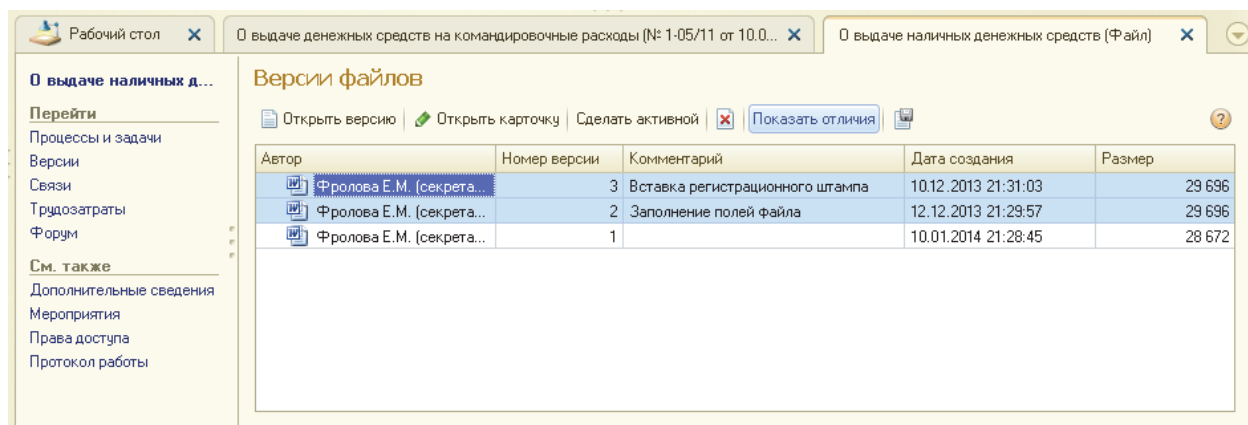 Рабочий стол
О выдаче денежных средств на командировочные расходы (№ 1-05/11 от 10.0...
О выдаче наличных денежных средств (Файл)
О выдаче наличных д...
Перейти
Процессы и задачи
Версии
Связи
Трудозатраты
Форум
См. также
Дополнительные сведения
Мероприятия
Права доступа
Протокол работы
Версии файлов
Открыть версию Открыть карточку Сделать активной Показать отличия
Автор Номер версии Комментарий Дата создания Размер
Фролова Е.М. (секрета... 3 Вставка регистрационного штампа 10.12.2013 21:31:03 29 696
Фролова Е.М. (секрета... 2 Заполнение полей файла 12.12.2013 21:29:57 29 696
Фролова Е.М. (секрета... 1 10.01.2014 21:28:45 28 672